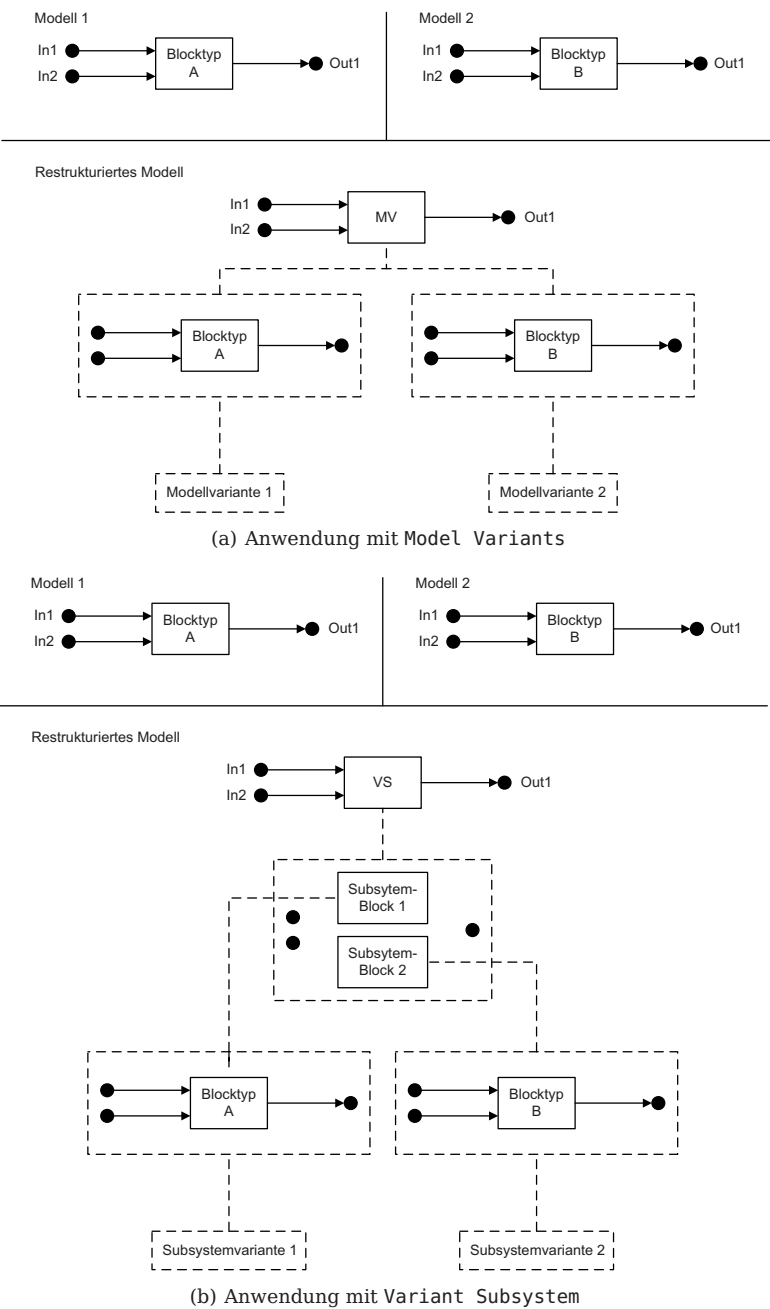 Modell 1
Modell 2
In1
In2
Blocktyp
A
Out1
In1
In2
Blocktyp
B
Out1
Restrukturiertes Modell
In1
In2
MV
Out1
Blocktyp
A
Blocktyp
B
Modellvariante 1
Modellvariante 2
(a) Anwendung mit Model Variants
Modell 1
Modell 2
In1
In2
Blocktyp
A
Out1
In1
In2
Blocktyp
B
Out1
Restrukturiertes Modell
In1
In2
VS
Out1
Subsytem-
Block 1
Subsytem-
Block 2
Blocktyp
A
Blocktyp
B
Subsystemvariante 1
Subsystemvariante 2
(b) Anwendung mit Variant Subsystem